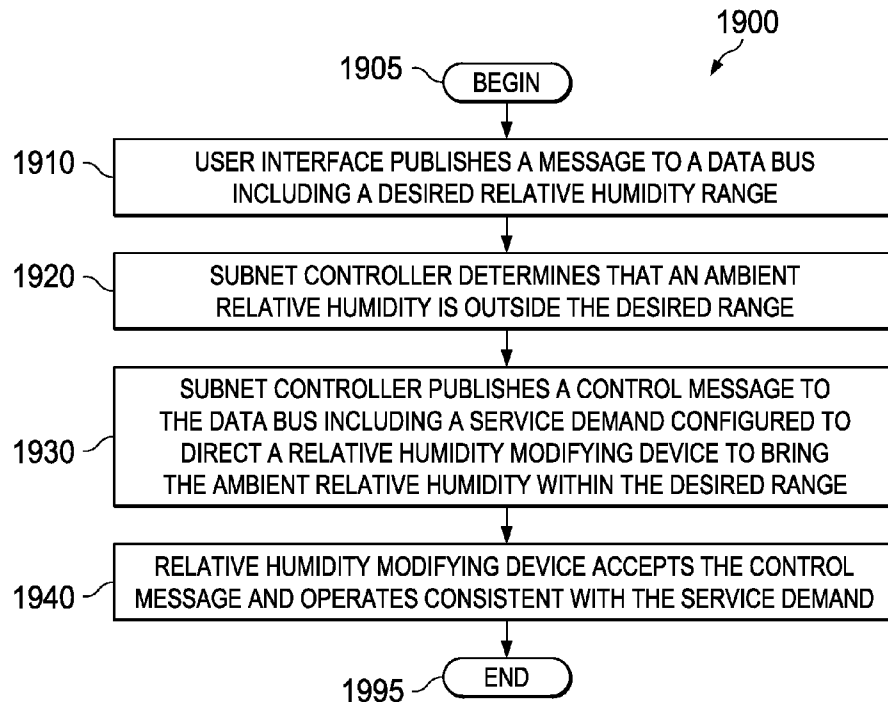 1900
1905
BEGIN
1910
USER INTERFACE PUBLISHES A MESSAGE TO A DATA BUS
INCLUDING A DESIRED RELATIVE HUMIDITY RANGE
1920
SUBNET CONTROLLER DETERMINES THAT AN AMBIENT
RELATIVE HUMIDITY IS OUTSIDE THE DESIRED RANGE
1930
SUBNET CONTROLLER PUBLISHES A CONTROL MESSAGE TO
THE DATA BUS INCLUDING A SERVICE DEMAND CONFIGURED TO
DIRECT A RELATIVE HUMIDITY MODIFYING DEVICE TO BRING
THE AMBIENT RELATIVE HUMIDITY WITHIN THE DESIRED RANGE
1940
RELATIVE HUMIDITY MODIFYING DEVICE ACCEPTS THE CONTROL
MESSAGE AND OPERATES CONSISTENT WITH THE SERVICE DEMAND
1995
END